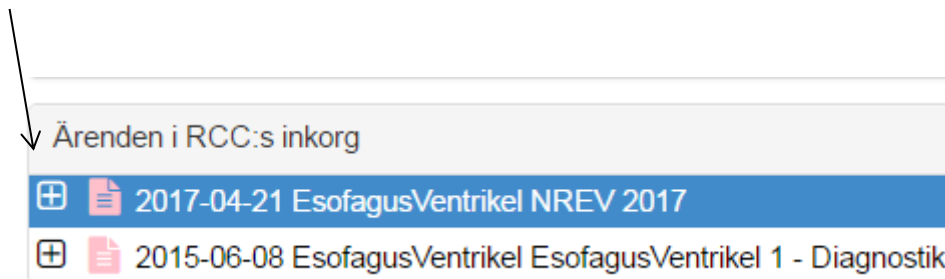 Ärenden i RCC:s inkorg
2017-04-21 EsofagusVentrikel NREV 2017
2015-06-08 EsofagusVentrikel EsofagusVentrikel 1 - Diagnostik